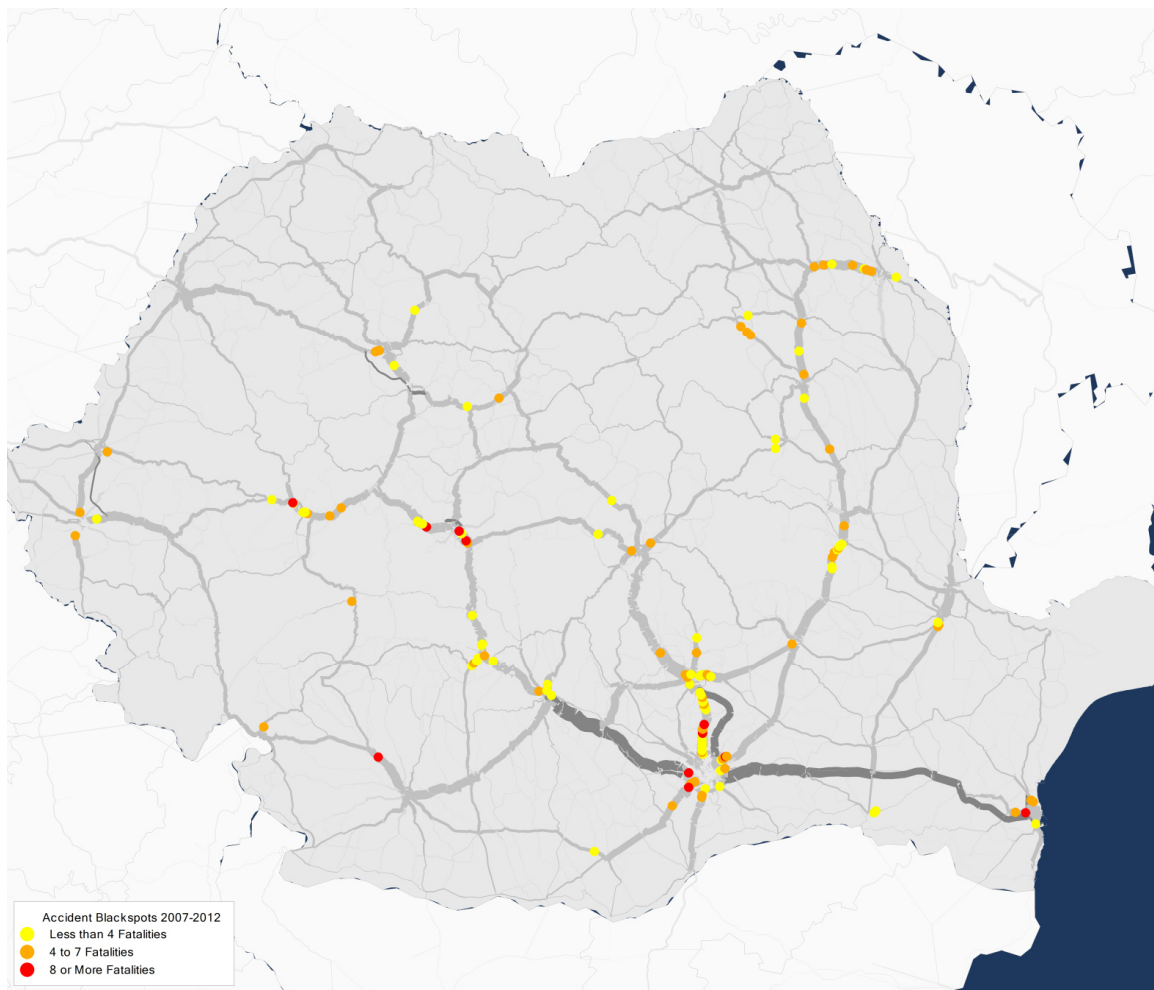 Accident Blackspots 2007-2012
Less than 4 Fatalities
4 to 7 Fatalities
8 or More Fatalities